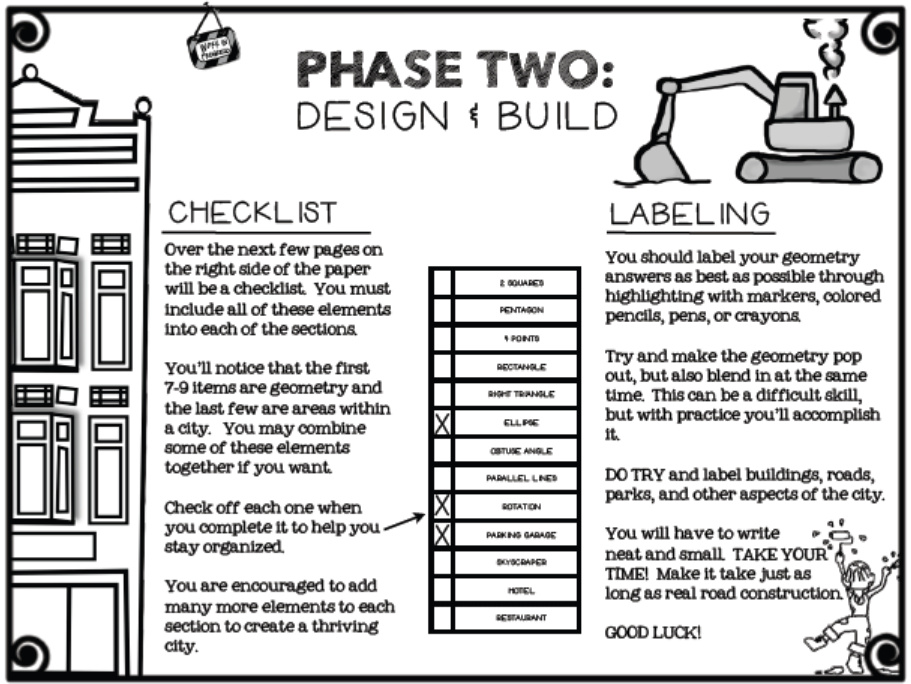 WORK IN
PROGRESS
PHASE TWO:
DESIGN & BUILD
CHECKLIST
Over the next few pages on
the right side of the paper
will be a checklist. You must
include all of these elements
into each of the sections.
You'll notice that the first
7-9 items are geometry and
the last few are areas within
a city. You may combine
some of these elements
together if you want.
Check off each one when
you complete it to help you
stay organized.
You are encouraged to add
many more elements to each
section to create a thriving
city.
2 SQUARES
PENTAGON
4 POINTS
RECTANGLE
RIGHT TRIANGLE
X ELLIPSE
OBTUSE ANGLE
PARALLEL LINES
X ROTATION
X PARKING GARAGE
SKYSCRAPER
HOTEL
RESTAURANT
LABELING
You should label your geometry
answers as best as possible through
highlighting with markers, colored
pencils, pens, or crayons.
Try and make the geometry pop
out, but also blend in at the same
time. This can be a difficult skill,
but with practice you'll accomplish
it.
DO TRY and label buildings, roads,
parks, and other aspects of the city.
You will have to write
neat and small. TAKE YOUR
TIME! Make it take just as
long as real road construction.
GOOD LUCK!